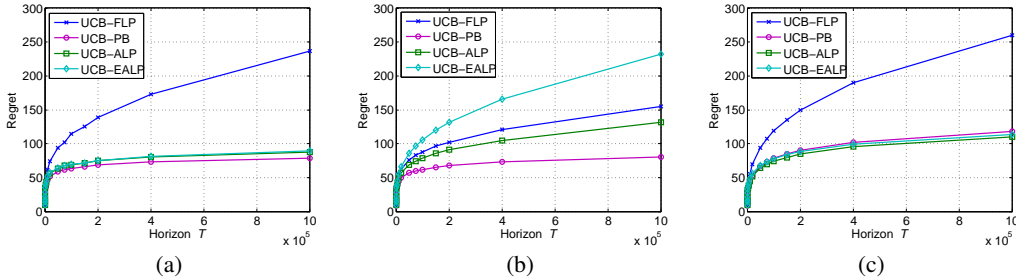 300
250
200
150
100
50
0
Regret
UCB−FLP
UCB−PB
UCB−ALP
UCB−EALP
0 2 4 6 8 10
Horizon T
x 10^5
(a)
300
250
200
150
100
50
0
Regret
UCB−FLP
UCB−PB
UCB−ALP
UCB−EALP
0 2 4 6 8 10
Horizon T
x 10^5
(b)
300
250
200
150
100
50
0
Regret
UCB−FLP
UCB−PB
UCB−ALP
UCB−EALP
0 2 4 6 8 10
Horizon T
x 10^5
(c)